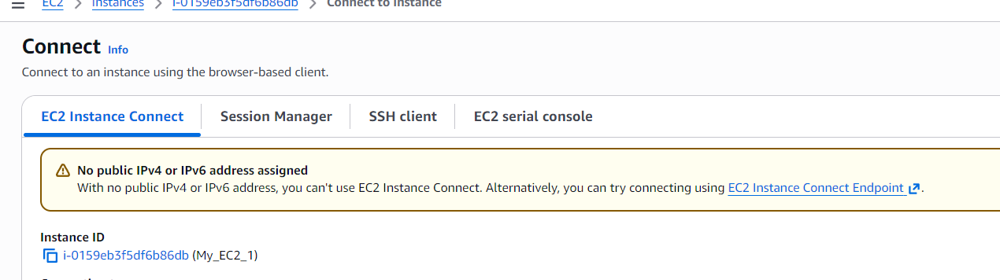 EC2 > Instances > i-0159eb3f5df6b86db > Connect to instance
Connect Info
Connect to an instance using the browser-based client.
EC2 Instance Connect Session Manager SSH client EC2 serial console
No public IPv4 or IPv6 address assigned
With no public IPv4 or IPv6 address, you can't use EC2 Instance Connect. Alternatively, you can try connecting using EC2 Instance Connect Endpoint.
Instance ID
i-0159eb3f5df6b86db (My_EC2_1)